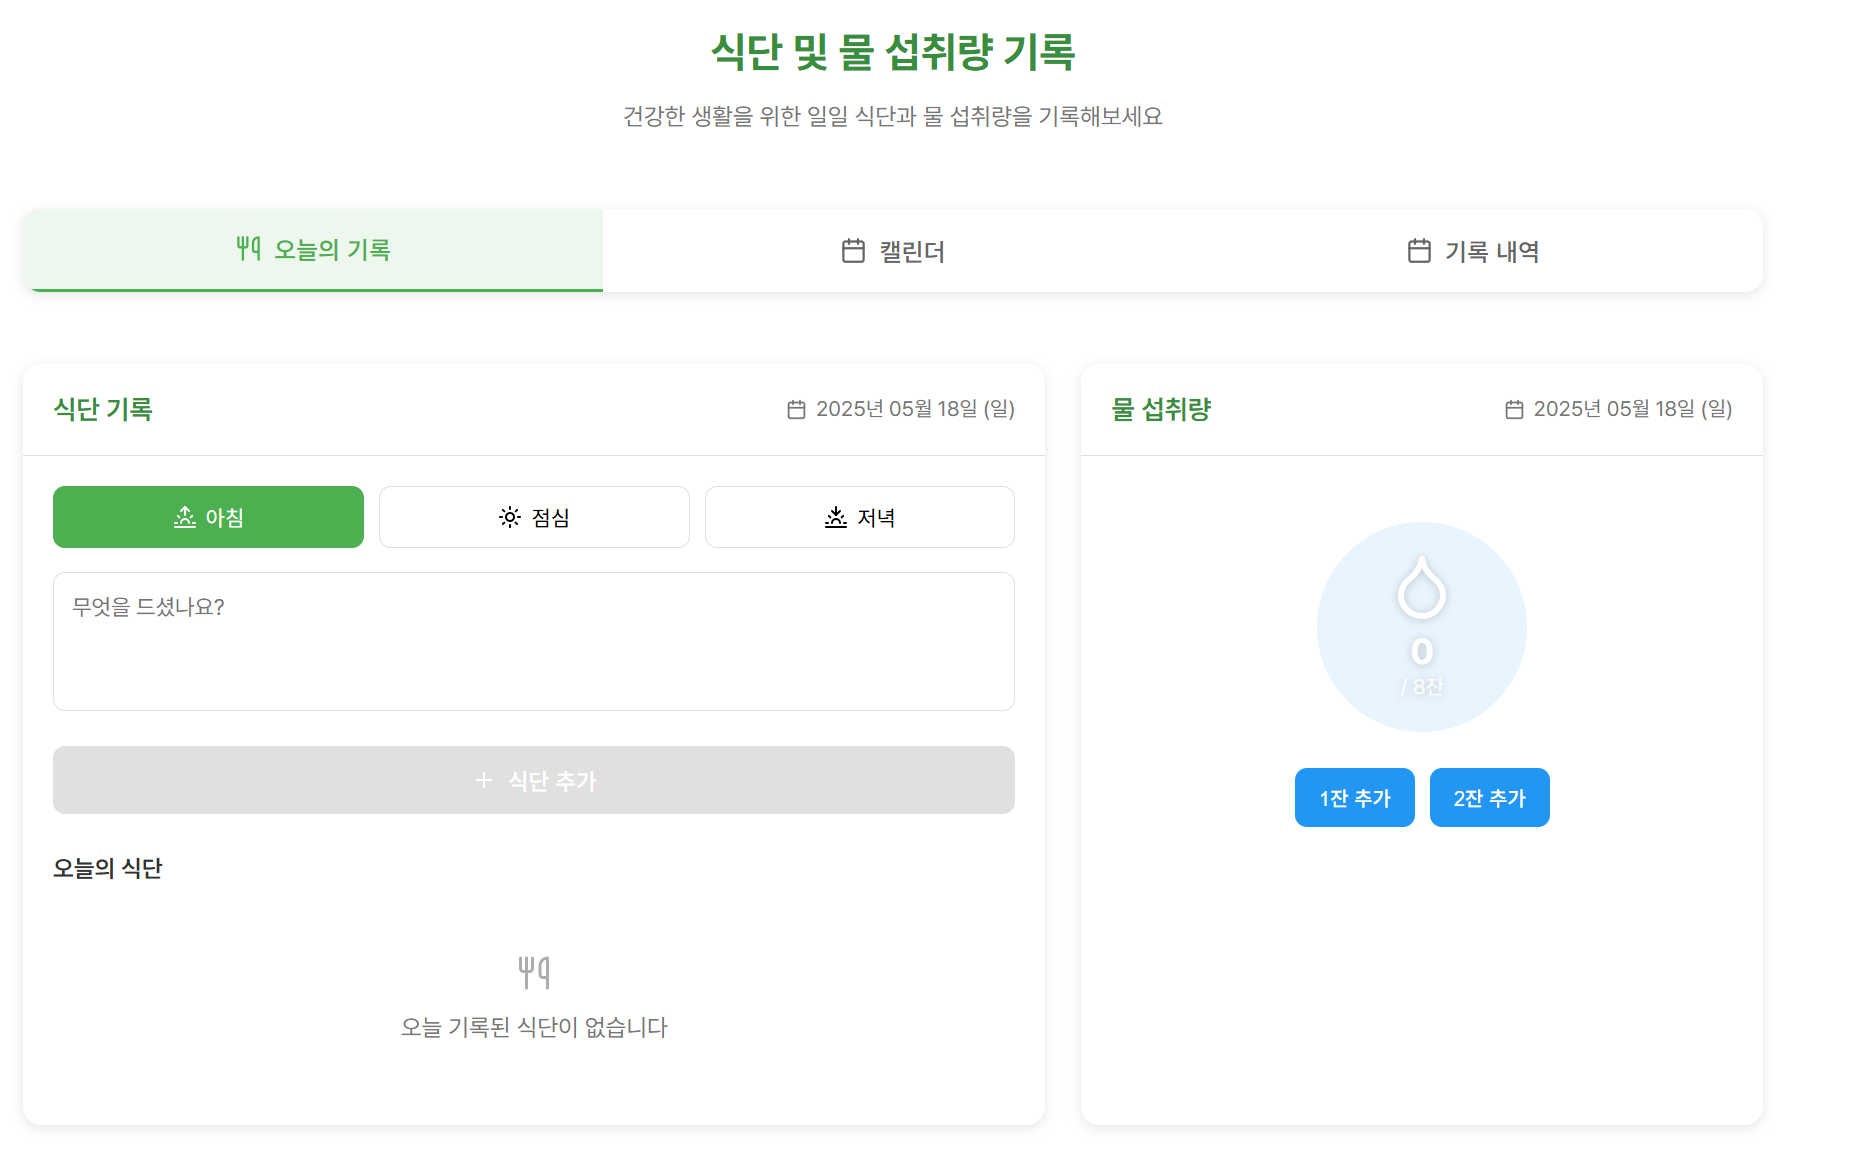 식단 및 물 섭취량 기록
건강한 생활을 위한 일일 식단과 물 섭취량을 기록해보세요
오늘의 기록
캘린더
기록 내역
식단 기록
2025년 05월 18일 (일)
아침
점심
저녁
무엇을 드셨나요?
+ 식단 추가
오늘의 식단
오늘 기록된 식단이 없습니다
물 섭취량
2025년 05월 18일 (일)
0
/ 8잔
1잔 추가
2잔 추가